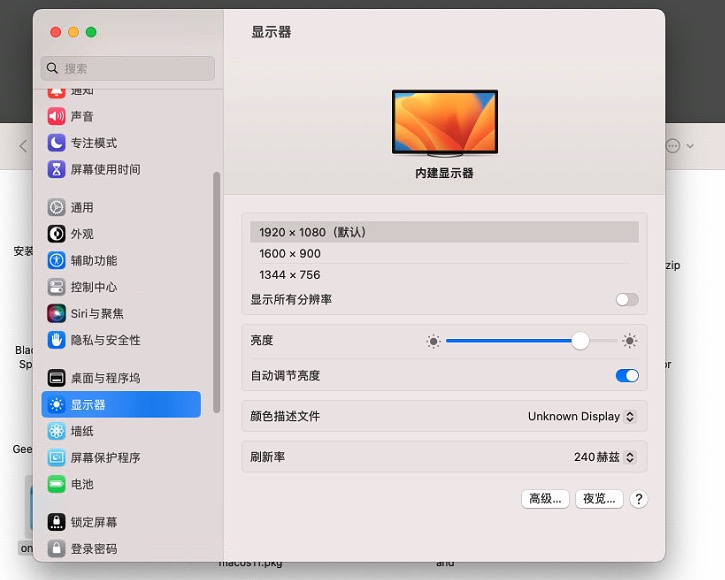 显示器
搜索
通知
声音
专注模式
屏幕使用时间
通用
外观
辅助功能
控制中心
Siri与聚焦
隐私与安全性
桌面与程序坞
显示器
墙纸
屏幕保护程序
电池
锁定屏幕
登录密码
内建显示器
1920 × 1080（默认）
1600 × 900
1344 × 756
显示所有分辨率
亮度
自动调节亮度
颜色描述文件 Unknown Display
刷新率 240赫兹
高级... 夜览... ?
安装
zip
Blac
Sp
or
Gee
on
macos11.pkg
and